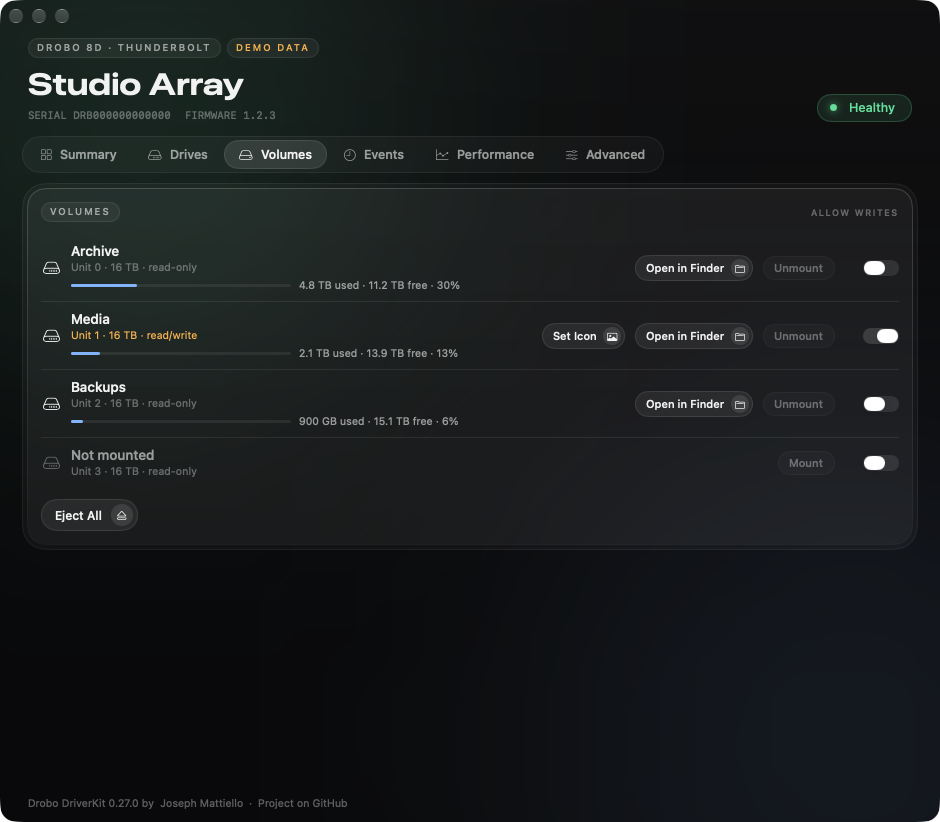 DROBO 8D · THUNDERBOLT DEMO DATA
Studio Array
SERIAL DRB000000000000 FIRMWARE 1.2.3
Healthy
Summary Drives Volumes Events Performance Advanced
VOLUMES ALLOW WRITES
Archive
Unit 0 · 16 TB · read-only
Open in Finder Unmount
4.8 TB used · 11.2 TB free · 30%
Media
Unit 1 · 16 TB · read/write
Set Icon Open in Finder Unmount
2.1 TB used · 13.9 TB free · 13%
Backups
Unit 2 · 16 TB · read-only
Open in Finder Unmount
900 GB used · 15.1 TB free · 6%
Not mounted
Unit 3 · 16 TB · read-only
Mount
Eject All
Drobo DriverKit 0.27.0 by Joseph Mattiello · Project on GitHub